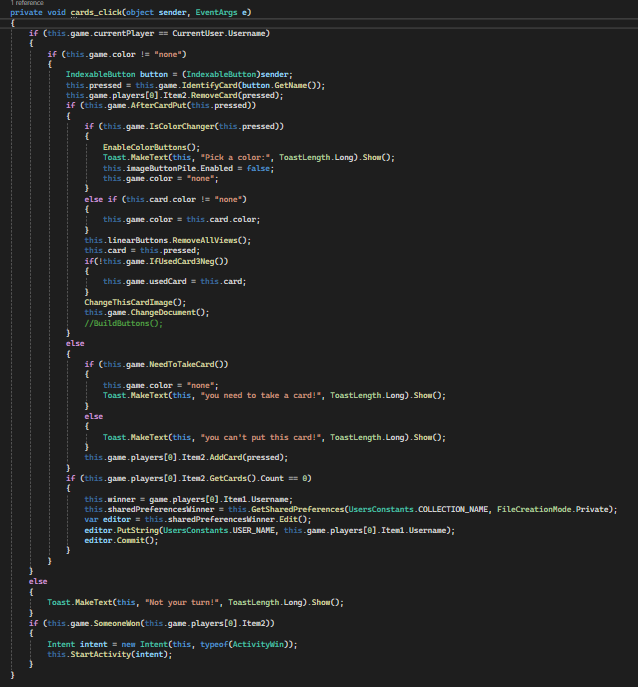 1 reference
private void cards_click(object sender, EventArgs e)
{
    if (this.game.currentPlayer == CurrentUser.Username)
    {
        if (this.game.color != "none")
        {
            IndexableButton button = (IndexableButton)sender;
            this.pressed = this.game.IdentifyCard(button.GetName());
            this.game.players[0].Item2.RemoveCard(pressed);
            if (this.game.AfterCardPut(this.pressed))
            {
                if (this.game.IsColorChanger(this.pressed))
                {
                    EnableColorButtons();
                    Toast.MakeText(this, "Pick a color:", ToastLength.Long).Show();
                    this.imageButtonPile.Enabled = false;
                    this.game.color = "none";
                }
                else if (this.card.color != "none")
                {
                    this.game.color = this.card.color;
                }
                this.linearButtons.RemoveAllViews();
                this.card = this.pressed;
                if(!this.game.IfUsedCard3Neg())
                {
                    this.game.usedCard = this.card;
                }
                ChangeThisCardImage();
                this.game.ChangeDocument();
                //BuildButtons();
            }
            else
            {
                if (this.game.NeedToTakeCard())
                {
                    this.game.color = "none";
                    Toast.MakeText(this, "you need to take a card!", ToastLength.Long).Show();
                }
                else
                {
                    Toast.MakeText(this, "you can't put this card!", ToastLength.Long).Show();
                }
                this.game.players[0].Item2.AddCard(pressed);
            }
            if (this.game.players[0].Item2.GetCards().Count == 0)
            {
                this.winner = game.players[0].Item1.Username;
                this.sharedPreferencesWinner = this.GetSharedPreferences(UsersConstants.COLLECTION_NAME, FileCreationMode.Private);
                var editor = this.sharedPreferencesWinner.Edit();
                editor.PutString(UsersConstants.USER_NAME, this.game.players[0].Item1.Username);
                editor.Commit();
            }
        }
    }
    else
    {
        Toast.MakeText(this, "Not your turn!", ToastLength.Long).Show();
    }
    if (this.game.SomeoneWon(this.game.players[0].Item2))
    {
        Intent intent = new Intent(this, typeof(ActivityWin));
        this.StartActivity(intent);
    }
}